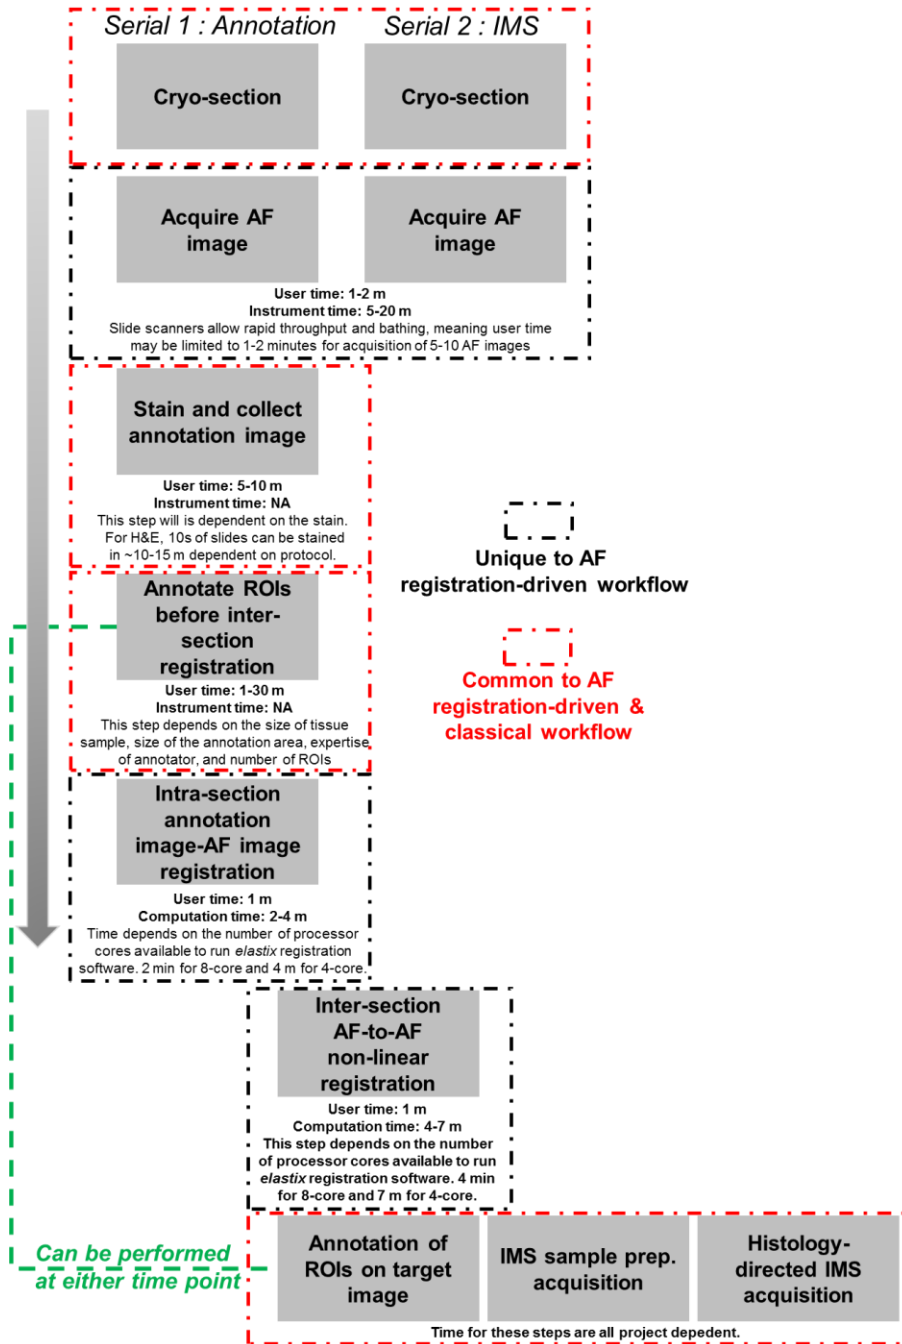 Serial 1 : Annotation
Serial 2 : IMS
Cryo-section
Cryo-section
Acquire AF
image
Acquire AF
image
User time: 1-2 m
Instrument time: 5-20 m
Slide scanners allow rapid throughput and bathing, meaning user time
may be limited to 1-2 minutes for acquisition of 5-10 AF images
Stain and collect
annotation image
User time: 5-10 m
Instrument time: NA
This step will is dependent on the stain.
For H&E, 10s of slides can be stained
in ~10-15 m dependent on protocol.
Unique to AF
registration-driven workflow
Annotate ROIs
before inter-
section
registration
User time: 1-30 m
Instrument time: NA
This step depends on the size of tissue
sample, size of the annotation area, expertise
of annotator, and number of ROIs
Common to AF
registration-driven &
classical workflow
Intra-section
annotation
image-AF image
registration
User time: 1 m
Computation time: 2-4 m
Time depends on the number of processor
cores available to run elastix registration
software. 2 min for 8-core and 4 m for 4-core.
Inter-section
AF-to-AF
non-linear
registration
User time: 1 m
Computation time: 4-7 m
This step depends on the number
of processor cores available to run
elastix registration software. 4 min
for 8-core and 7 m for 4-core.
Can be performed
at either time point
Annotation of
ROIs on target
image
IMS sample prep.
acquisition
Histology-
directed IMS
acquisition
Time for these steps are all project depedent.